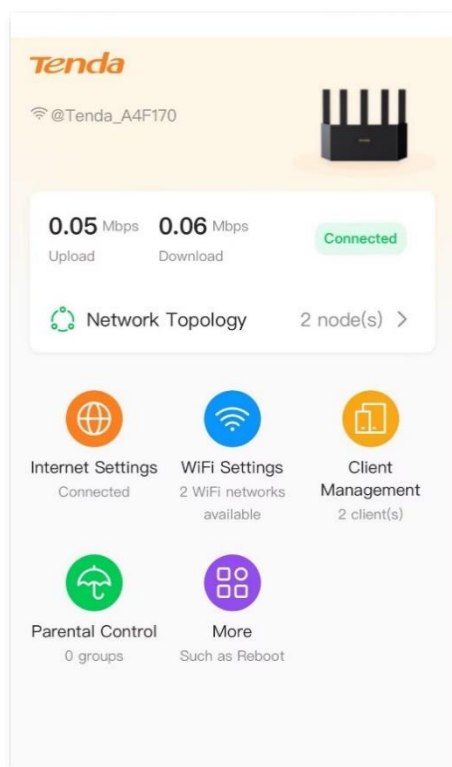 Tenda
@Tenda_A4F170
0.05 Mbps 0.06 Mbps
Upload Download
Connected
Network Topology 2 node(s)
Internet Settings
Connected
WiFi Settings
2 WiFi networks
available
Client
Management
2 client(s)
Parental Control
0 groups
More
Such as Reboot